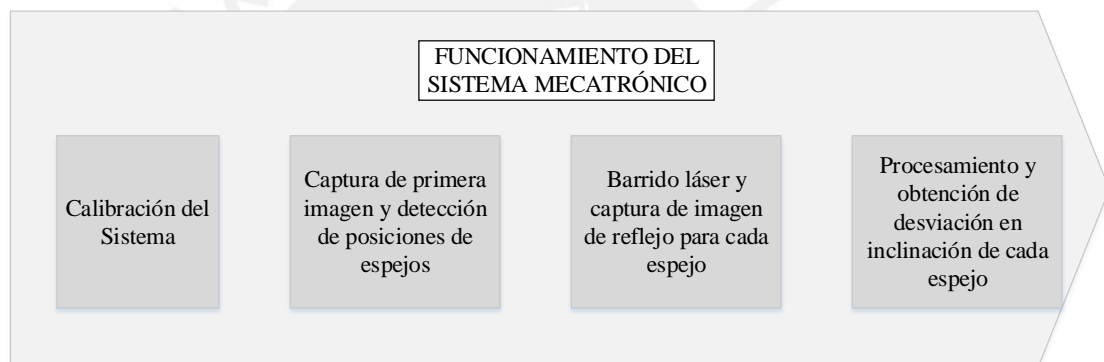 FUNCIONAMIENTO DEL
SISTEMA MECATRÓNICO
Calibración del
Sistema
Captura de primera
imagen y detección
de posiciones de
espejos
Barrido láser y
captura de imagen
de reflejo para cada
espejo
Procesamiento y
obtención de
desviación en
inclinación de cada
espejo